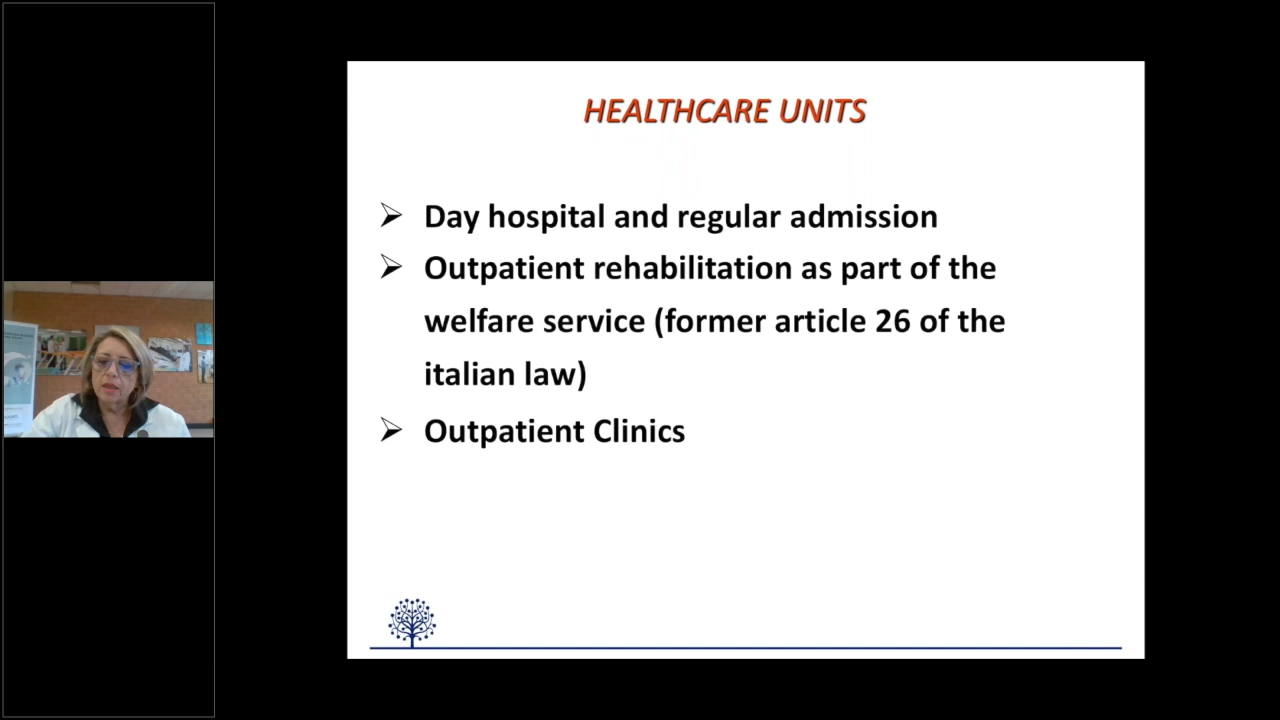 HEALTHCARE UNITS
➢ Day hospital and regular admission
➢ Outpatient rehabilitation as part of the
welfare service (former article 26 of the
italian law)
➢ Outpatient Clinics